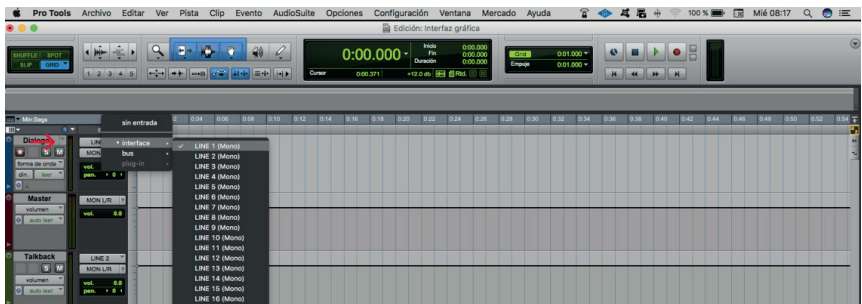 Pro Tools Archivo Editar Ver Pista Clip Evento AudioSuite Opciones Configuración Ventana Mercado Ayuda 100 % Mié 08:17
Edición: Interfaz gráfica
SHUFFLE SPOT
SLIP GRID
1 2 3 4 5
0:00.000
Inicio 0:00.000
Fin 0:00.000
Duración 0:00.000
Cursor 0:00.371 +12.0 db Rtd.
Grid 0:01.000
Empuje 0:01.000
Min:Segs
0:04 0:06 0:08 0:10 0:12 0:14 0:16 0:18 0:20 0:22 0:24 0:26 0:28 0:30 0:32 0:34 0:36 0:38 0:40 0:42 0:44 0:46 0:48 0:50 0:52 0:54
sin entrada
interface
bus
plug-in
LINE 1 (Mono)
LINE 2 (Mono)
LINE 3 (Mono)
LINE 4 (Mono)
LINE 5 (Mono)
LINE 6 (Mono)
LINE 7 (Mono)
LINE 8 (Mono)
LINE 9 (Mono)
LINE 10 (Mono)
LINE 11 (Mono)
LINE 12 (Mono)
LINE 13 (Mono)
LINE 14 (Mono)
LINE 15 (Mono)
LINE 16 (Mono)
S M
forma de onda
din. leer
vol.
pan. 0
Master
MON L/R
volumen
vol. 0.0
auto leer
Talkback
LINE 2
S M
MON L/R
volumen
vol. 0.0
auto leer
pan. 0